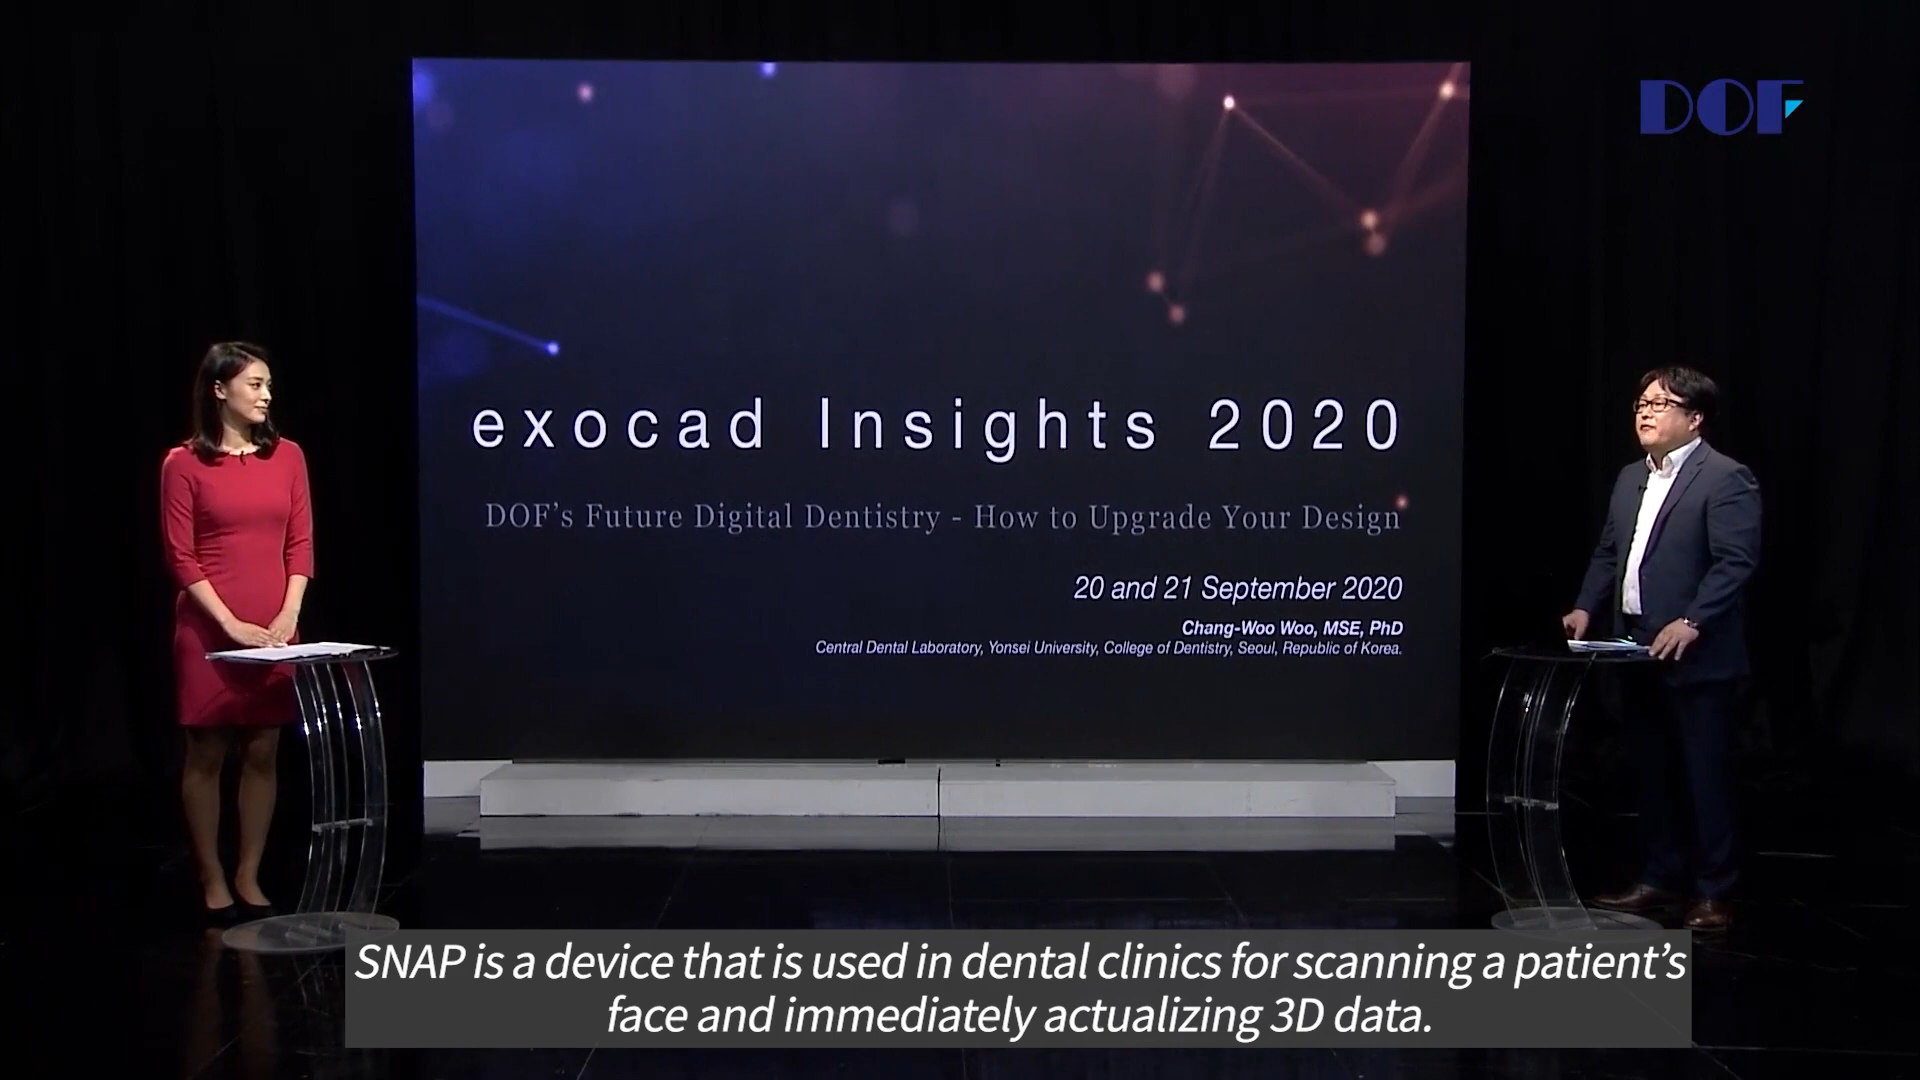 DOF
exocad Insights 2020
DOF's Future Digital Dentistry - How to Upgrade Your Design
20 and 21 September 2020
Chang-Woo Woo, MSE, PhD
Central Dental Laboratory, Yonsei University, College of Dentistry, Seoul, Republic of Korea.
SNAP is a device that is used in dental clinics for scanning a patient’s
face and immediately actualizing 3D data.